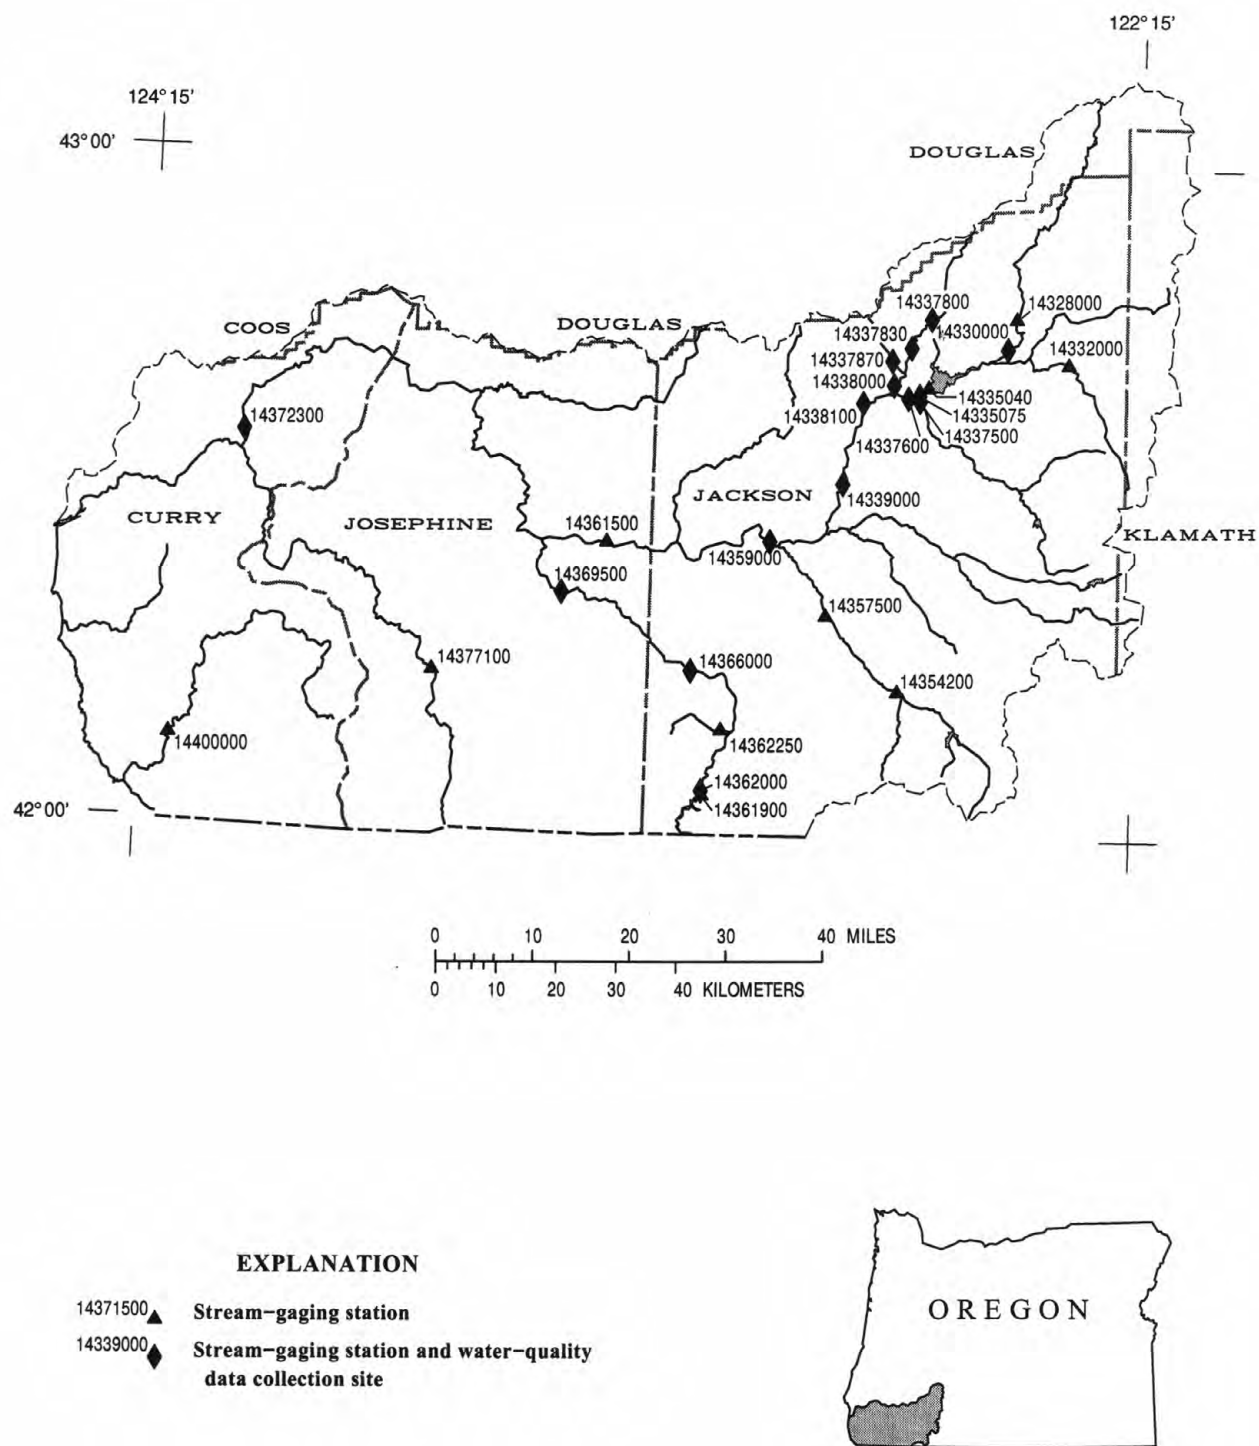 122°15'
124°15'
43°00'
DOUGLAS
14337800
14328000
COOS
DOUGLAS
14337830
14330000
14337870
14332000
14338000
14335040
14338100
14335075
14372300
14337600
14337500
JACKSON
14339000
CURRY
JOSEPHINE
14361500
KLAMATH
14359000
14369500
14357500
14377100
14366000
14354200
14400000
14362250
14362000
42°00'
14361900
0 10 20 30 40 MILES
0 10 20 30 40 KILOMETERS
EXPLANATION
14371500 Stream–gaging station
14339000 Stream–gaging station and water–quality
data collection site
OREGON